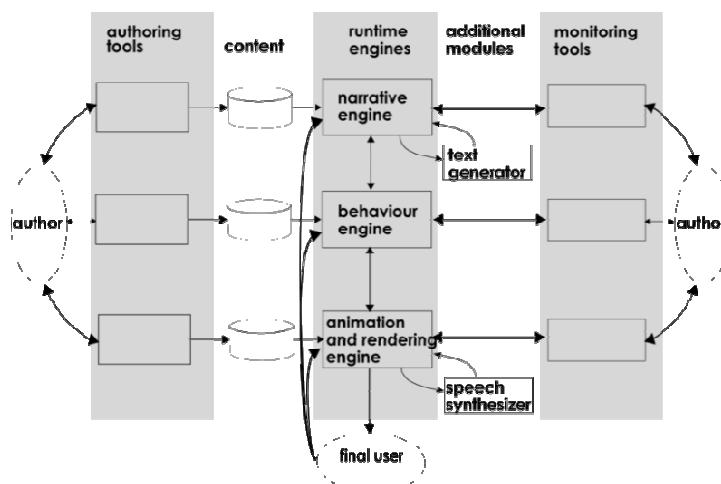 authoring
tools
content
runtime
engines
additional
modules
monitoring
tools
narrative
engine
text
generator
author
behaviour
engine
autho
animation
and rendering
engine
speech
synthesizer
final user